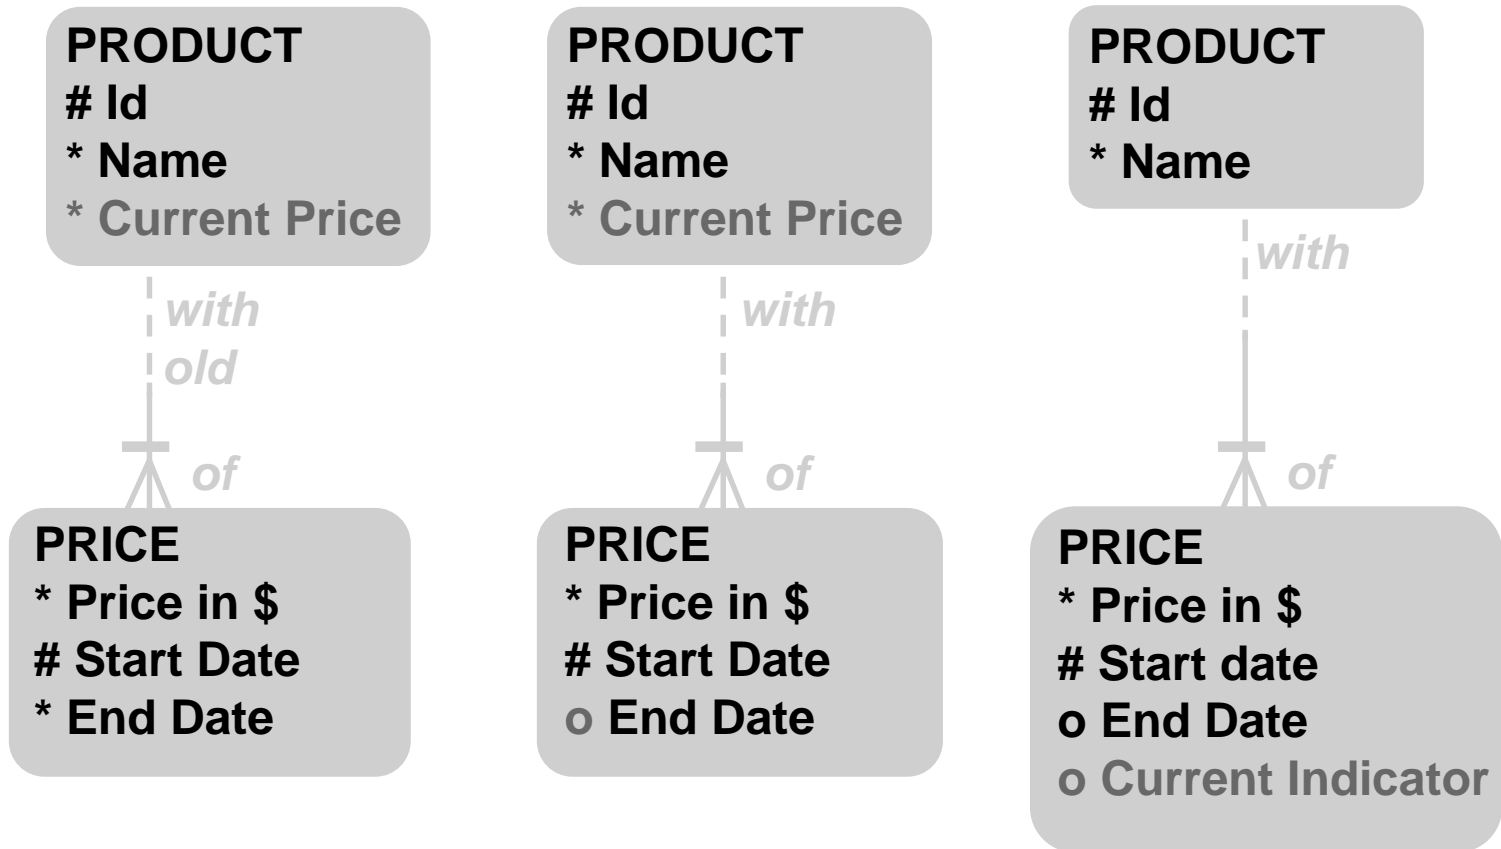 PRODUCT
# Id
* Name
* Current Price
with
old
of
PRICE
* Price in $
# Start Date
* End Date
PRODUCT
# Id
* Name
* Current Price
with
of
PRICE
* Price in $
# Start Date
o End Date
PRODUCT
# Id
* Name
with
of
PRICE
* Price in $
# Start date
o End Date
o Current Indicator